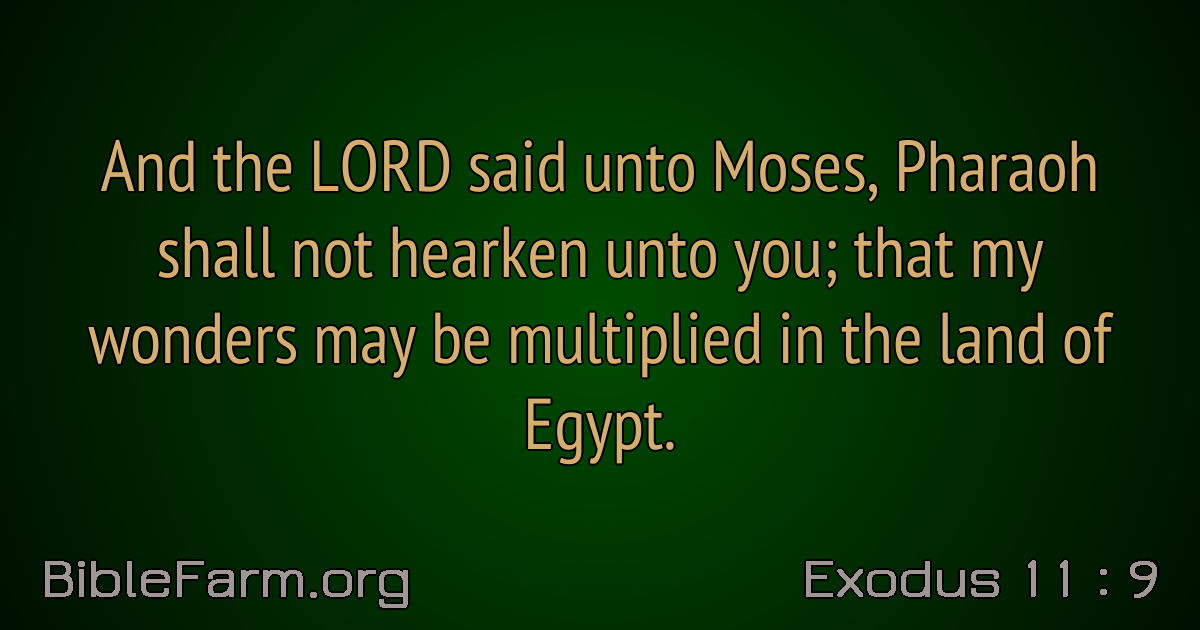 And the LORD said unto Moses, Pharaoh
shall not hearken unto you; that my
wonders may be multiplied in the land of
Egypt.
BibleFarm.org
Exodus 11 : 9